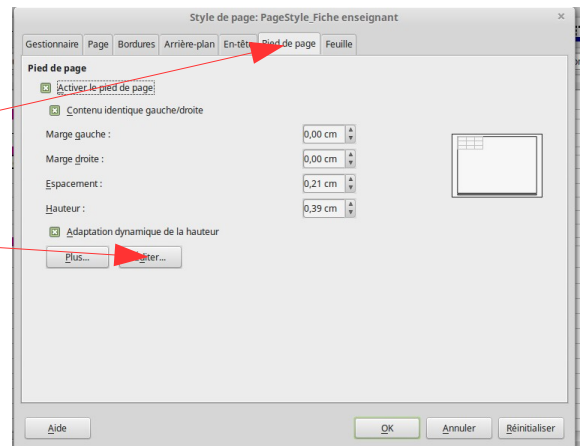 Style de page: PageStyle_Fiche enseignant
Gestionnaire Page Bordures Arrière-plan En-tête Pied de page Feuille
Pied de page
Activer le pied de page
Contenu identique gauche/droite
Marge gauche : 0,00 cm
Marge droite : 0,00 cm
Espacement : 0,21 cm
Hauteur : 0,39 cm
Adaptation dynamique de la hauteur
Plus... Éditer...
Aide OK Annuler Réinitialiser